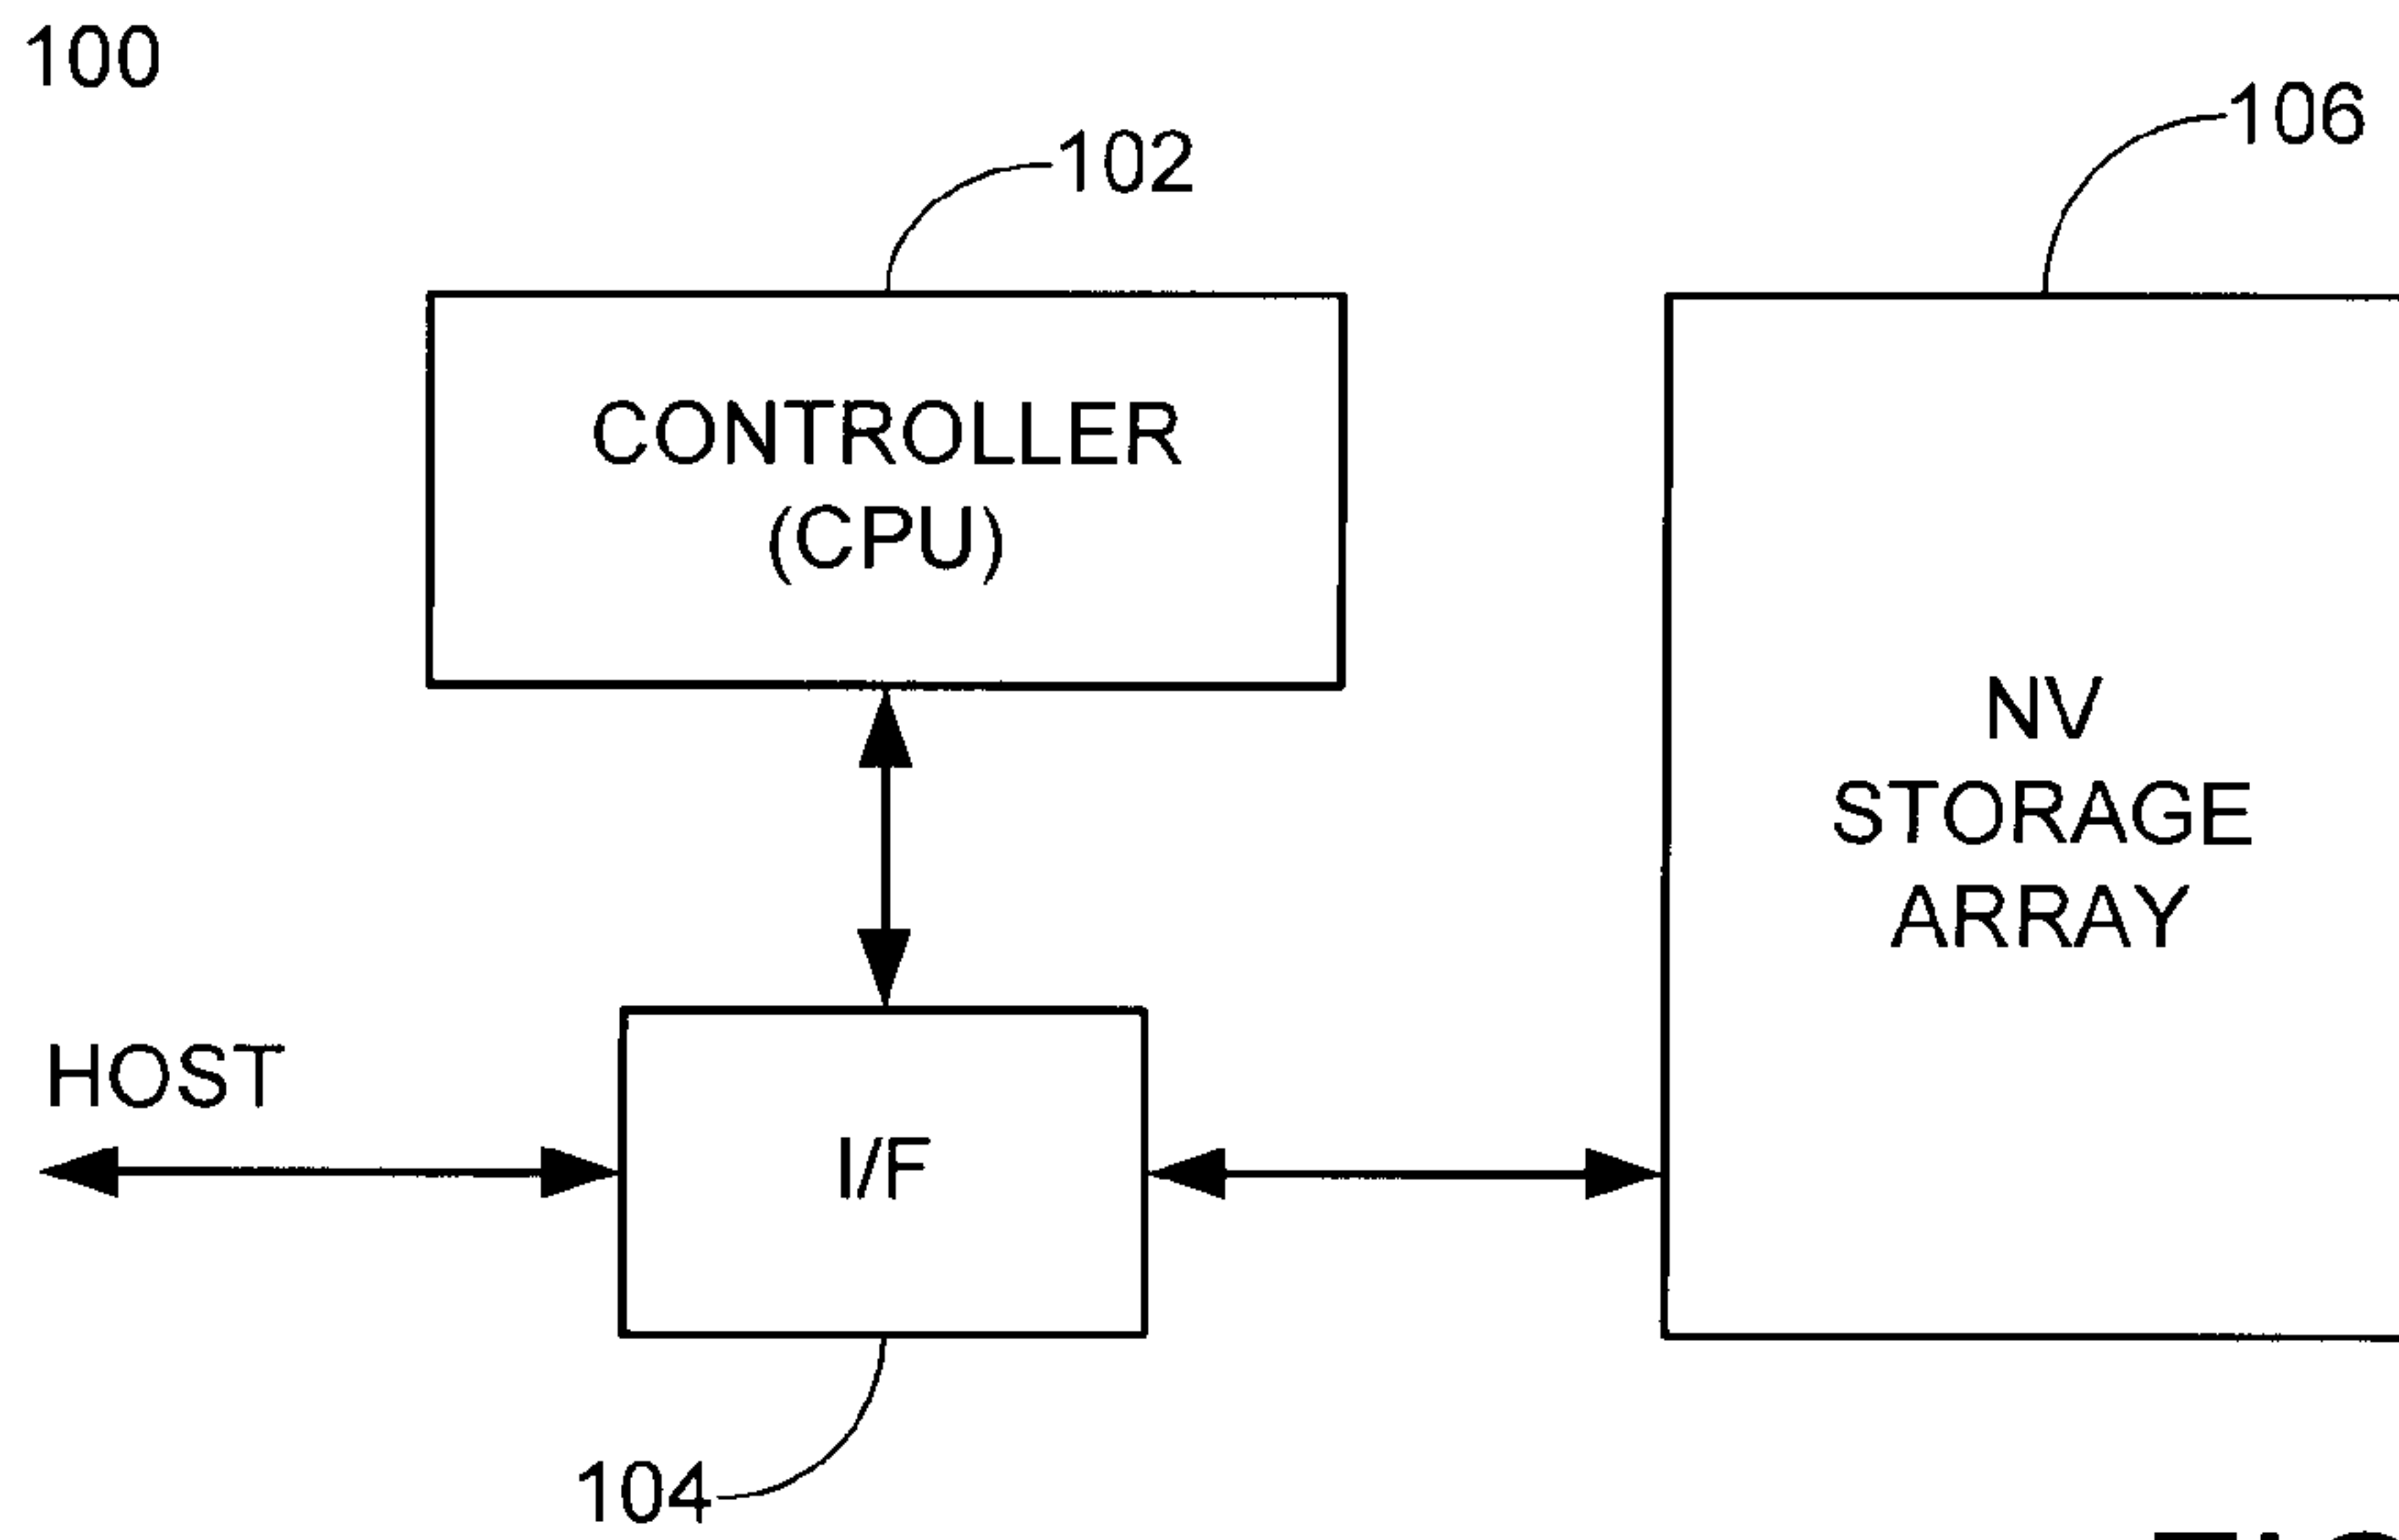 100
102
106
CONTROLLER
(CPU)
NV
STORAGE
ARRAY
HOST
I/F
104